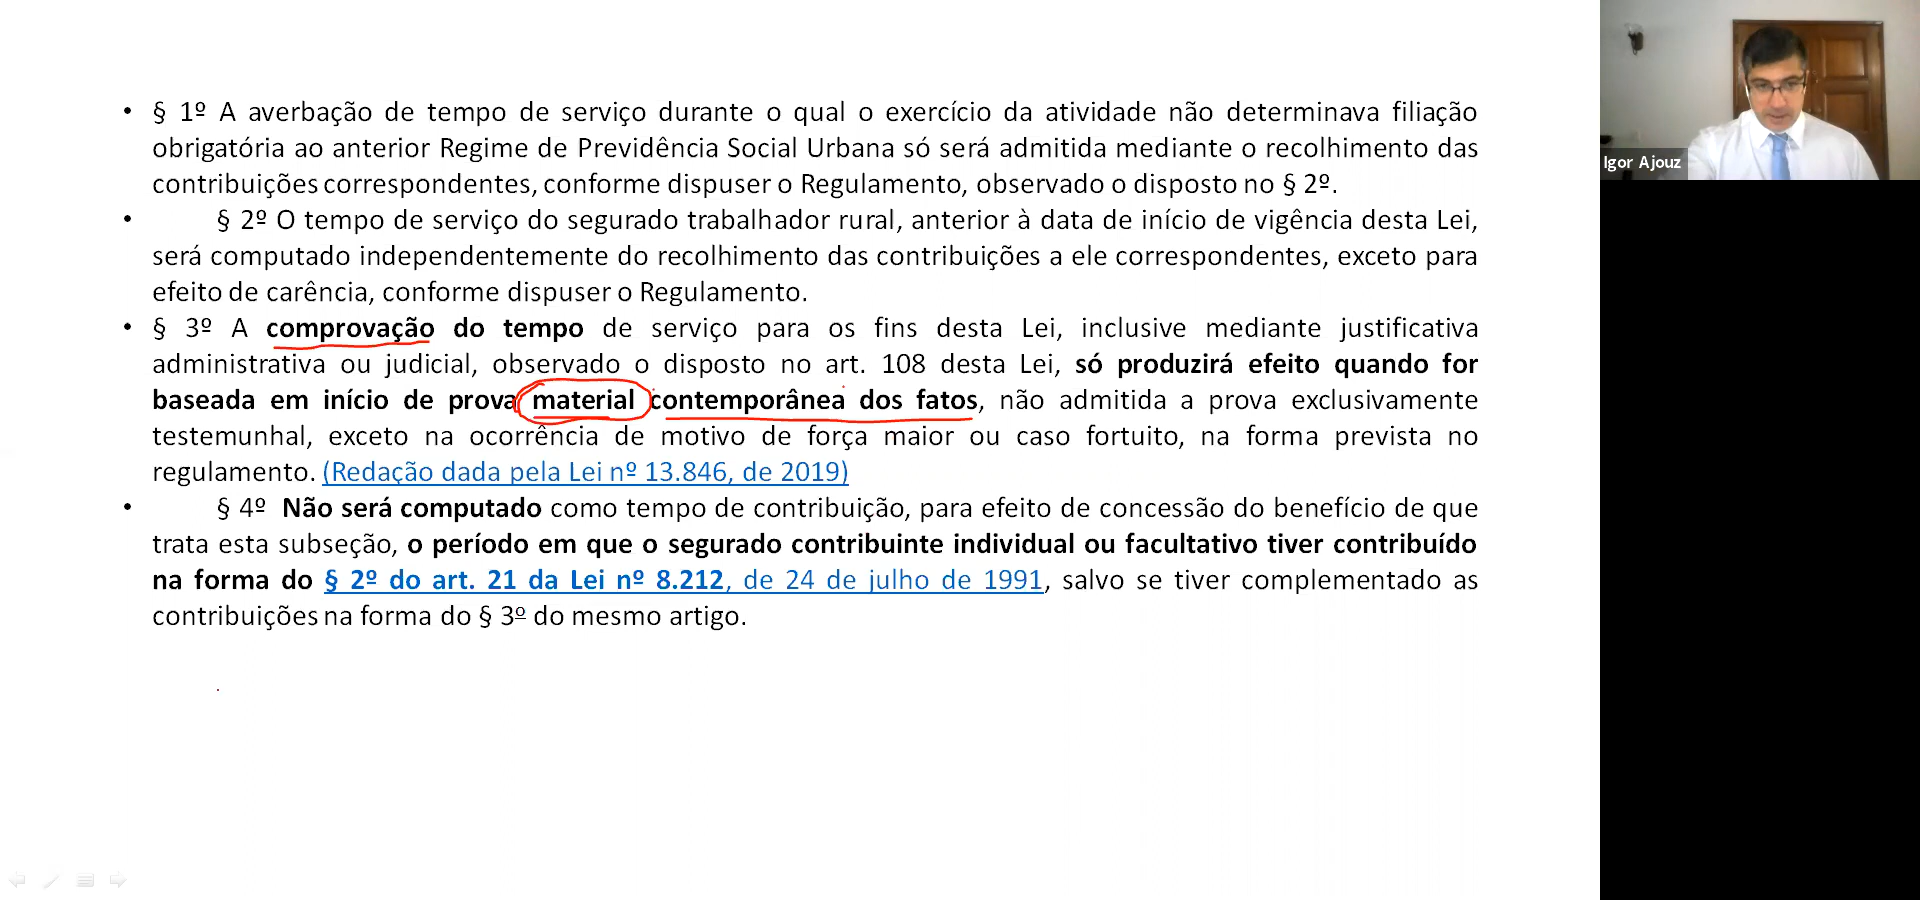 • § 1º A averbação de tempo de serviço durante o qual o exercício da atividade não determinava filiação
obrigatória ao anterior Regime de Previdência Social Urbana só será admitida mediante o recolhimento das
contribuições correspondentes, conforme dispuser o Regulamento, observado o disposto no § 2º.
• § 2º O tempo de serviço do segurado trabalhador rural, anterior à data de início de vigência desta Lei,
será computado independentemente do recolhimento das contribuições a ele correspondentes, exceto para
efeito de carência, conforme dispuser o Regulamento.
• § 3º A comprovação do tempo de serviço para os fins desta Lei, inclusive mediante justificativa
administrativa ou judicial, observado o disposto no art. 108 desta Lei, só produzirá efeito quando for
baseada em início de prova material contemporânea dos fatos, não admitida a prova exclusivamente
testemunhal, exceto na ocorrência de motivo de força maior ou caso fortuito, na forma prevista no
regulamento. (Redação dada pela Lei nº 13.846, de 2019)
• § 4º Não será computado como tempo de contribuição, para efeito de concessão do benefício de que
trata esta subseção, o período em que o segurado contribuinte individual ou facultativo tiver contribuído
na forma do § 2º do art. 21 da Lei nº 8.212, de 24 de julho de 1991, salvo se tiver complementado as
contribuições na forma do § 3º do mesmo artigo.
Igor Ajouz